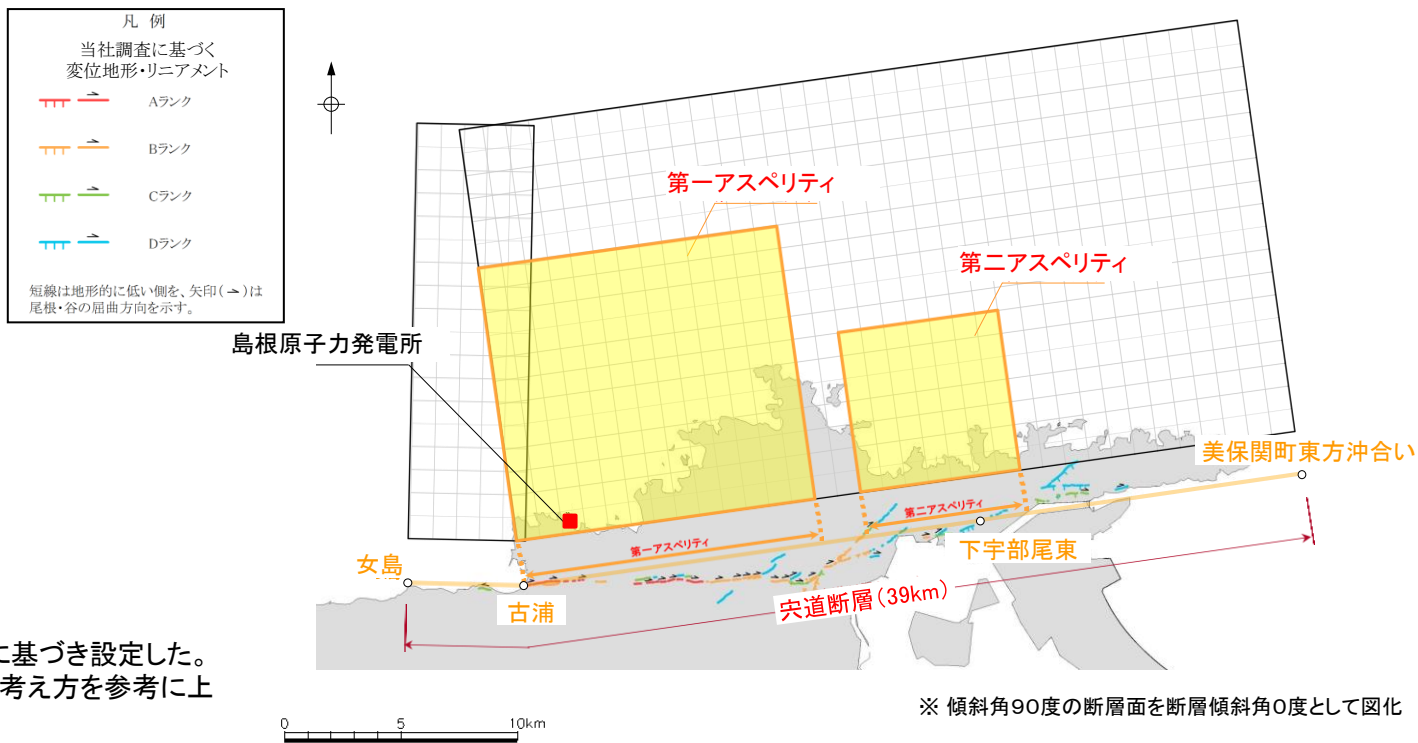 凡 例
当社調査に基づく
変位地形・リニアメント
Aランク
Bランク
Cランク
Dランク
短線は地形的に低い側を、矢印(⇀)は
尾根・谷の屈曲方向を示す。
第一アスペリティ
第二アスペリティ
島根原子力発電所
美保関町東方沖合い
第二アスペリティ
第一アスペリティ
下宇部尾東
女島
古浦
宍道断層(39km)
に基づき設定した。
考え方を参考に上
※ 傾斜角90度の断層面を断層傾斜角0度として図化
0 5 10km